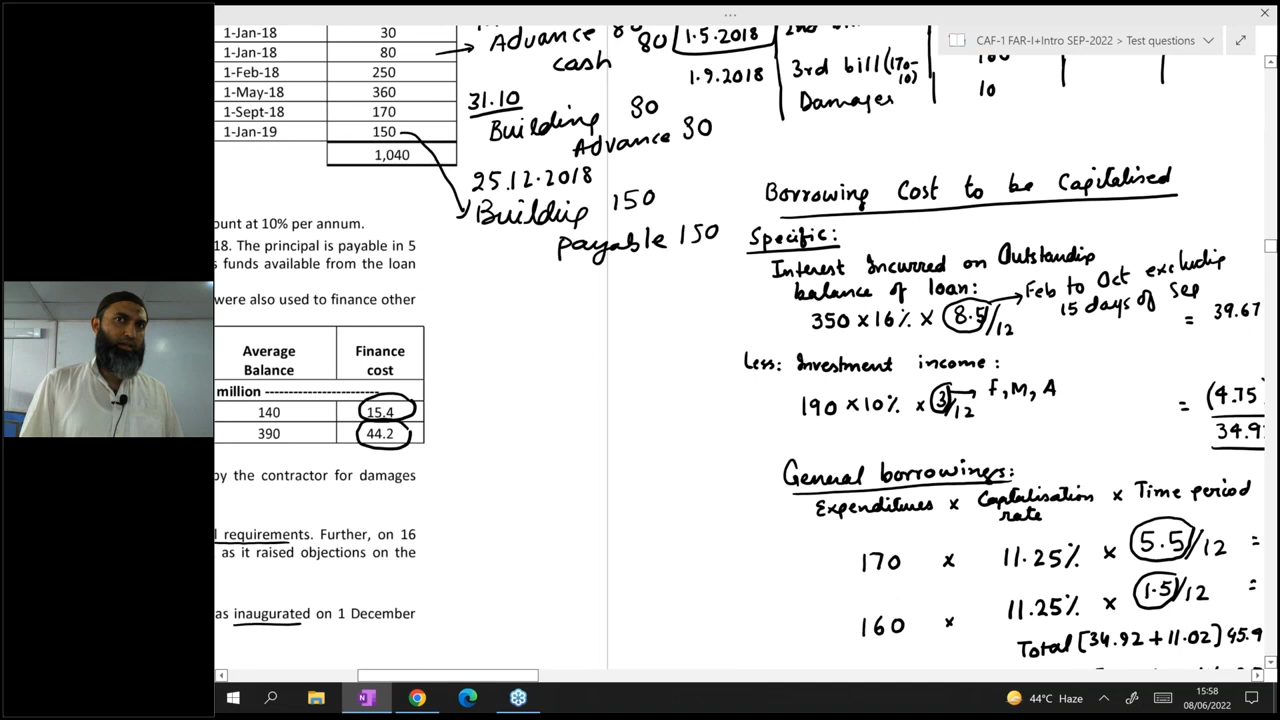 CAF-1 FAR-I+Intro SEP-2022 > Test questions
1-Jan-18 30
1-Jan-18 80
1-Feb-18 250
1-May-18 360
1-Sept-18 170
1-Jan-19 150
1,040
Advance 80
cash 80
31.10
Building 80
Advance 80
25.12.2018
Building 150
payable 150
1.5.2018
1.9.2018 3rd bill (170-10)
Damages 10
ount at 10% per annum.
18. The principal is payable in 5
s funds available from the loan
were also used to finance other
Average Balance Finance cost
million --------------------
140 15.4
390 44.2
by the contractor for damages
l requirements. Further, on 16
as it raised objections on the
as inaugurated on 1 December
Borrowing Cost to be Capitalised
Specific:
Interest Incurred on Outstanding
balance of loan:
Feb to Oct excluding
15 days of Sep
350 × 16% × 8.5/12 = 39.67
Less: Investment income:
190 × 10% × 3/12 F, M, A = (4.75)
34.9
General borrowings:
Expenditures × Capitalisation rate × Time period
170 × 11.25% × 5.5/12 =
160 × 11.25% × 1.5/12 =
Total [34.92 + 11.02] 45.9
44°C Haze
15:58
08/06/2022